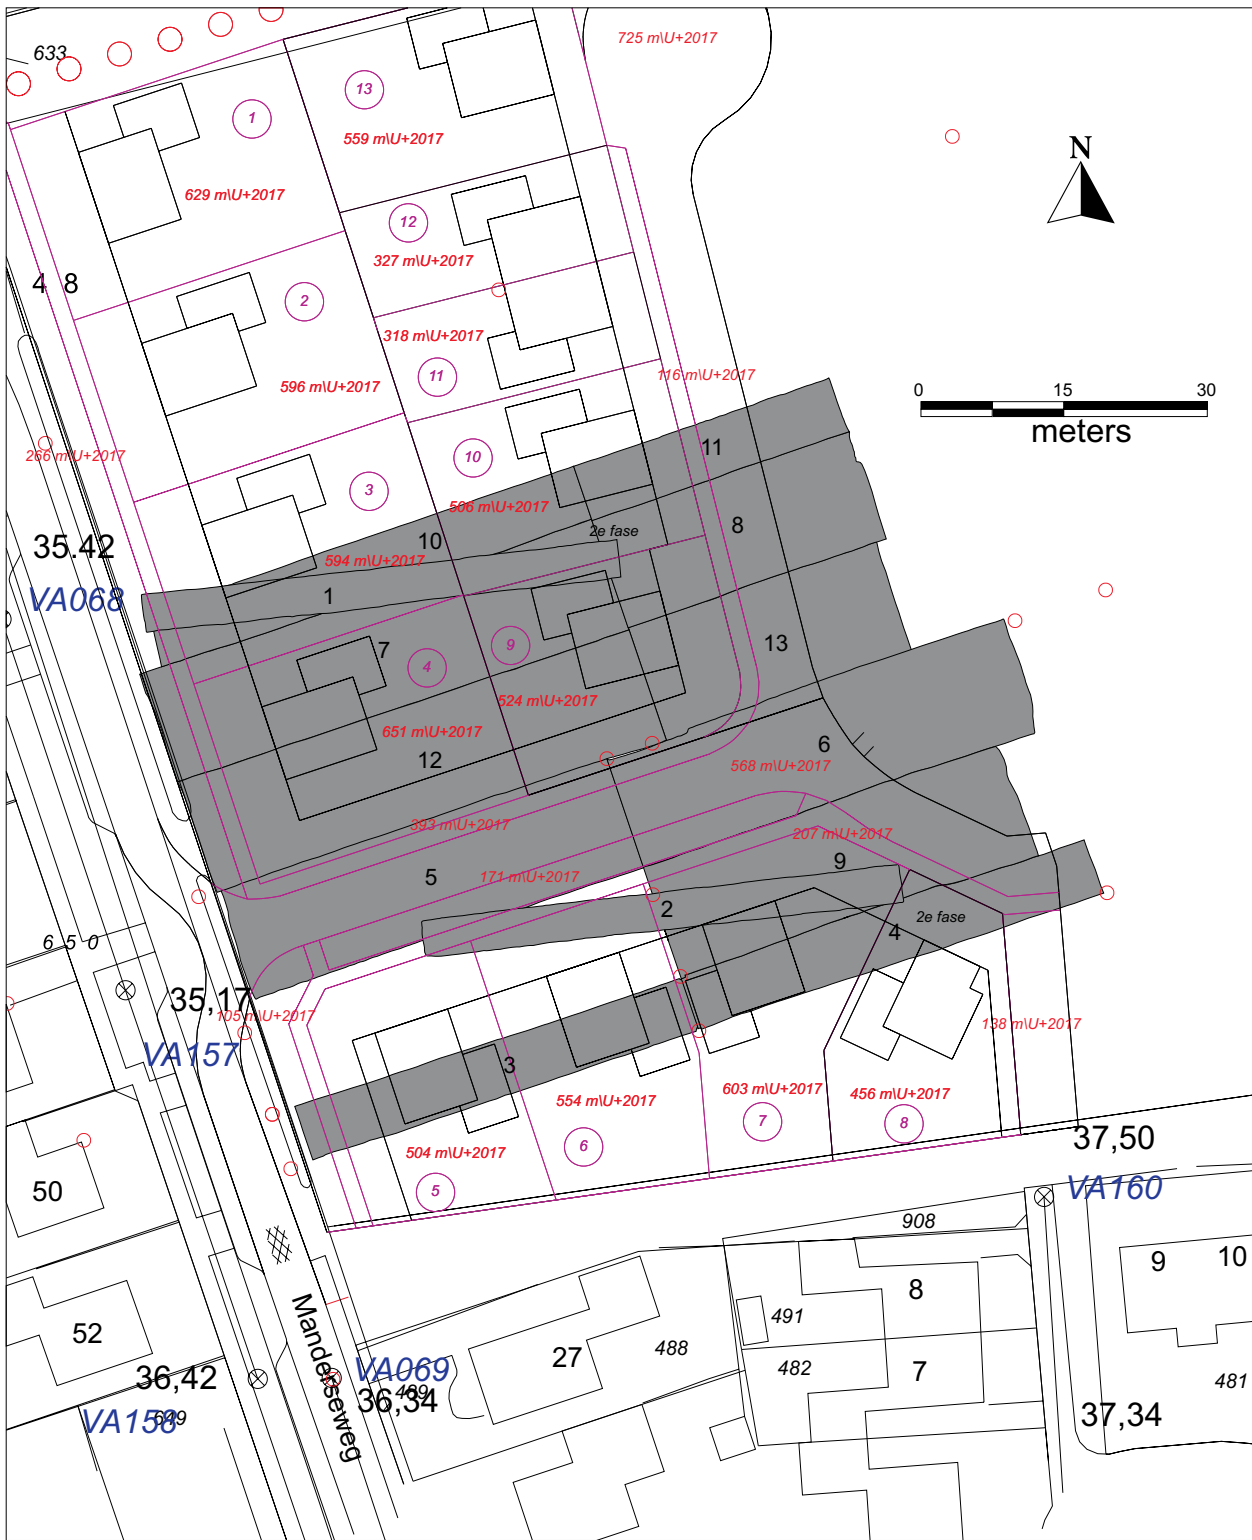 725 m\U+2017
633
13
1
559 m\U+2017
N
629 m\U+2017
12
327 m\U+2017
4 8
2
318 m\U+2017
11
116 m\U+2017
596 m\U+2017
0 15 30
meters
266 m\U+2017
10
11
3
506 m\U+2017
8
2e fase
35.42
10
594 m\U+2017
VA068
1
7
4
9
13
524 m\U+2017
651 m\U+2017
12
6
568 m\U+2017
393 m\U+2017
207 m\U+2017
9
5
171 m\U+2017
2
2e fase
4
6 5 0
35,17
105 m\U+2017
138 m\U+2017
VA157
3
554 m\U+2017
603 m\U+2017
456 m\U+2017
7
8
504 m\U+2017
6
37,50
50
5
VA160
908
9
10
8
491
52
Manderseweg
27
488
482
7
481
36,42
VA069
489
36,34
VA158
649
37,34